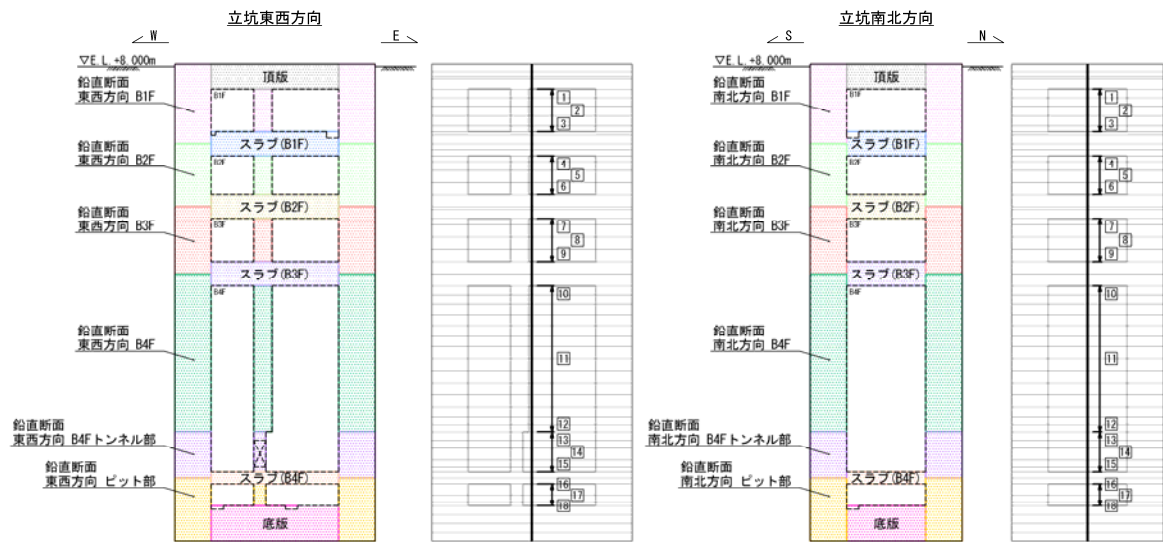 立坑東西方向
W
E
▽E.L.+8.000m
頂版
鉛直断面
東西方向 B1F
B1F
スラブ(B1F)
鉛直断面
東西方向 B2F
B2F
スラブ(B2F)
鉛直断面
東西方向 B3F
B3F
スラブ(B3F)
B4F
鉛直断面
東西方向 B4F
鉛直断面
東西方向 B4Fトンネル部
鉛直断面
東西方向 ピット部
スラブ(B4F)
底版
1
2
3
4
5
6
7
8
9
10
11
12
13
14
15
16
17
18
立坑南北方向
S
N
▽E.L.+8.000m
頂版
鉛直断面
南北方向 B1F
B1F
スラブ(B1F)
鉛直断面
南北方向 B2F
B2F
スラブ(B2F)
鉛直断面
南北方向 B3F
B3F
スラブ(B3F)
B4F
鉛直断面
南北方向 B4F
鉛直断面
南北方向 B4Fトンネル部
鉛直断面
南北方向 ピット部
スラブ(B4F)
底版
1
2
3
4
5
6
7
8
9
10
11
12
13
14
15
16
17
18